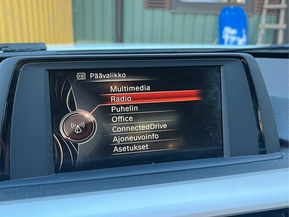 Päävalikko
Multimedia
Radio
Puhelin
Office
ConnectedDrive
Ajoneuvoinfo
Asetukset